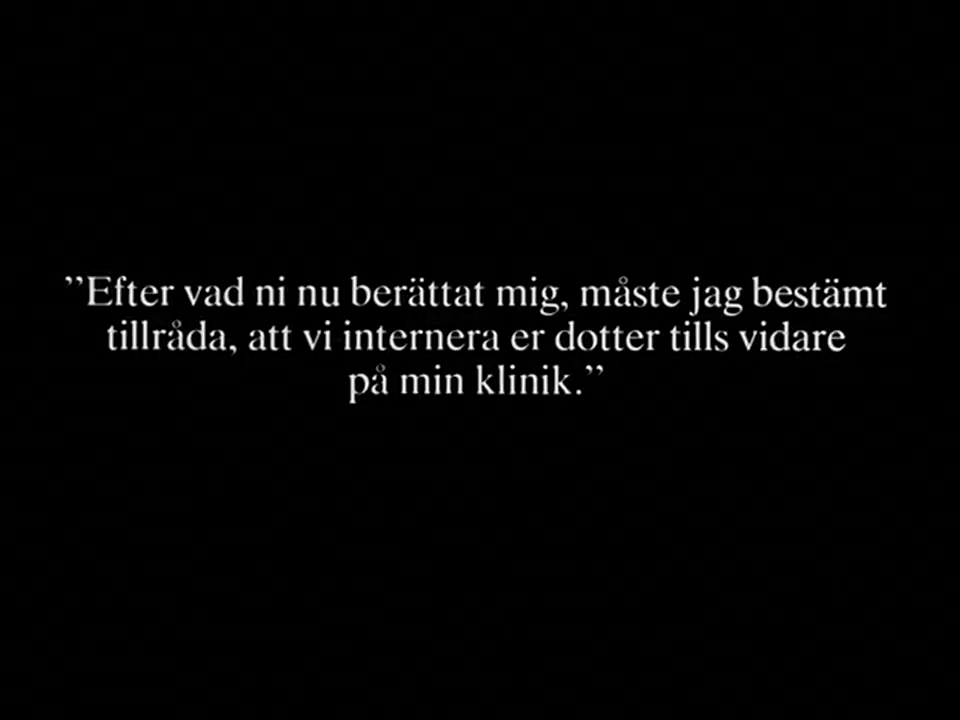 ”Efter vad ni nu berättat mig, måste jag bestämt
tillråda, att vi internera er dotter tills vidare
på min klinik.”